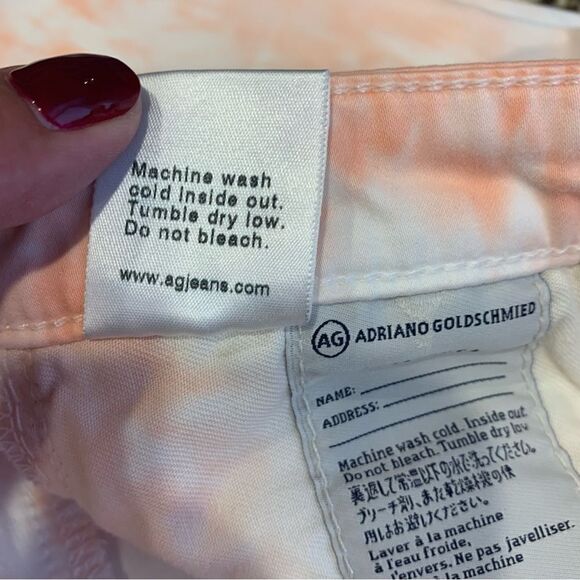 Machine wash
cold inside out.
Tumble dry low.
Do not bleach.
www.agjeans.com
AG ADRIANO GOLDSCHMIED
NAME:
ADDRESS:
Machine wash cold. Inside out.
Do not bleach. Tumble dry low.
裏返して常温以下の水で洗ってください。
ブリーチ剤、また乾燥機の使
用はお避けください。
Laver à la machine
à l'eau froide,
l'envers. Ne pas javelliser.
à la machine